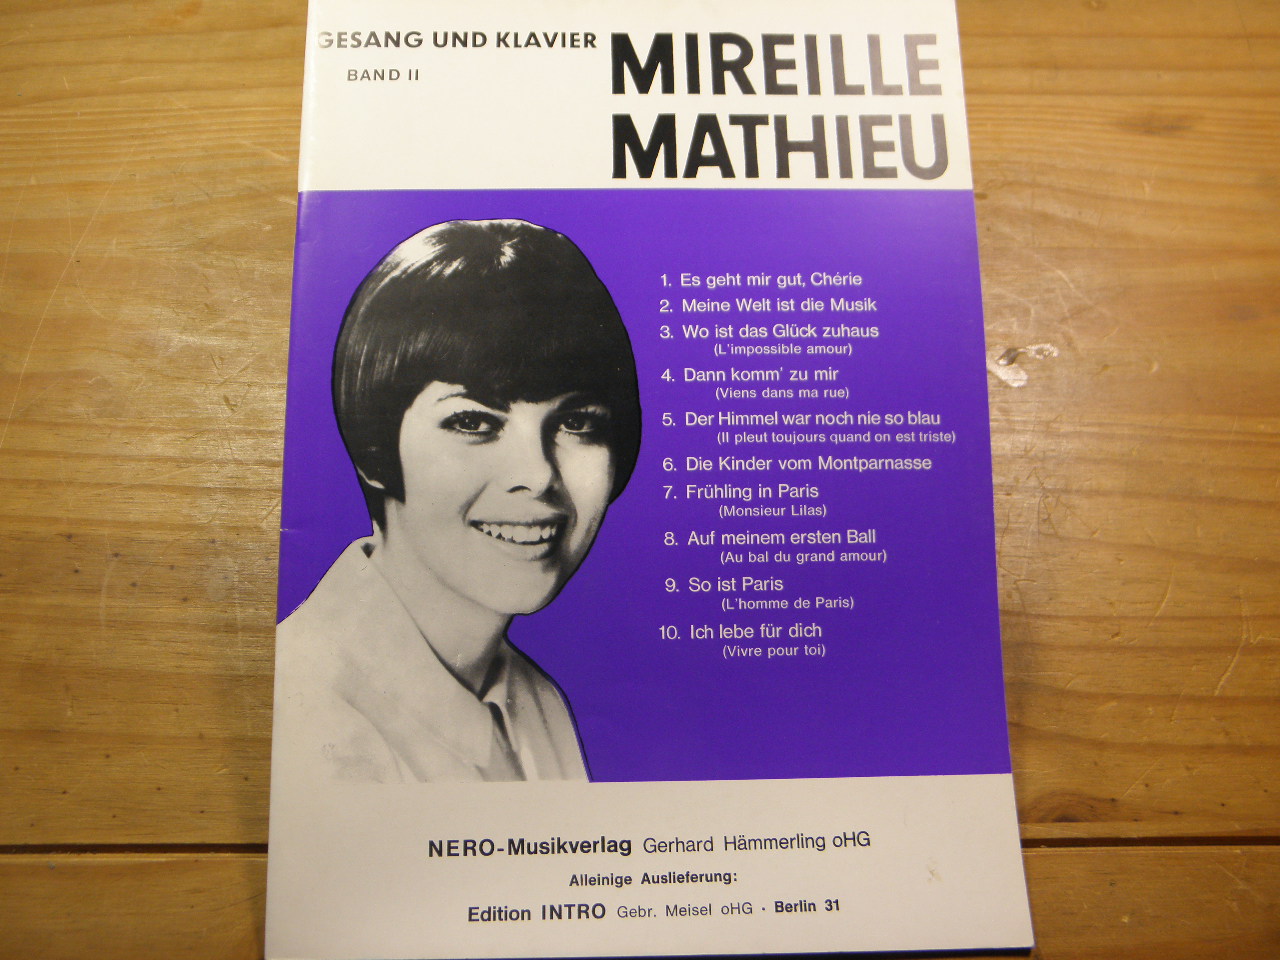 GESANG UND KLAVIER
BAND II
MIREILLE
MATHIEU
1. Es geht mir gut, Chérie
2. Meine Welt ist die Musik
3. Wo ist das Glück zuhaus
(L'impossible amour)
4. Dann komm' zu mir
(Viens dans ma rue)
5. Der Himmel war noch nie so blau
(Il pleut toujours quand on est triste)
6. Die Kinder vom Montparnasse
7. Frühling in Paris
(Monsieur Lilas)
8. Auf meinem ersten Ball
(Au bal du grand amour)
9. So ist Paris
(L'homme de Paris)
10. Ich lebe für dich
(Vivre pour toi)
NERO-Musikverlag Gerhard Hämmerling oHG
Alleinige Auslieferung:
Edition INTRO Gebr. Meisel oHG · Berlin 31